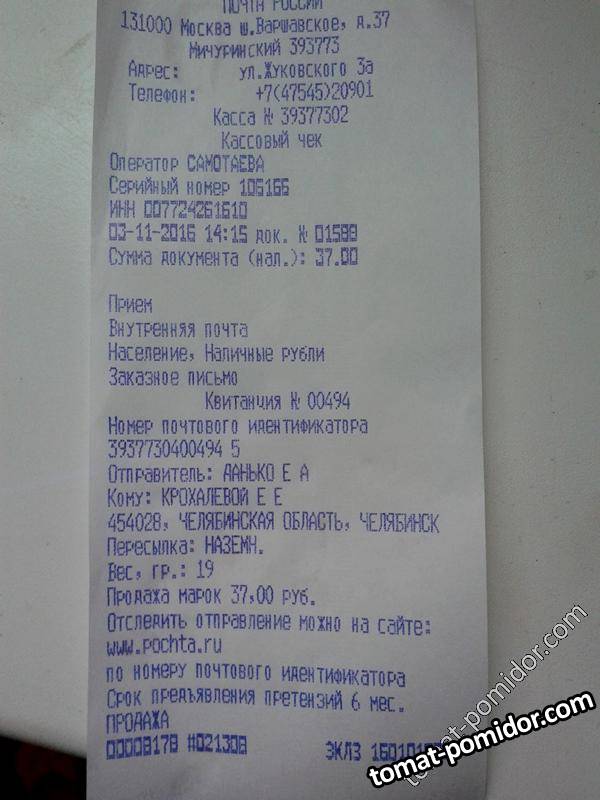 ПОЧТА РОССИИ
131000 Москва ш.Варшавское, д.37
Мичуринский 393773
Адрес: ул.Жуковского 3а
Телефон: +7(47545)20901
Касса № 39377302
Кассовый чек
Оператор САМОТАЕВА
Серийный номер 106166
ИНН 007724261610
03-11-2016 14:15 док. № 01588
Сумма документа (нал.): 37.00
Прием
Внутренняя почта
Население, Наличные рубли
Заказное письмо
Квитанция № 00494
Номер почтового идентификатора
3937730400494 5
Отправитель: ДАНЬКО Е А
Кому: КРОХАЛЕВОЙ Е Е
454028, ЧЕЛЯБИНСКАЯ ОБЛАСТЬ, ЧЕЛЯБИНСК
Пересылка: НАЗЕМН.
Вес, гр.: 19
Продажа марок 37,00 руб.
Отследить отправление можно на сайте:
www.pochta.ru
по номеру почтового идентификатора
Срок предъявления претензий 6 мес.
ПРОДАЖА
00008178 #021308 ЭКЛЗ
tomat-pomidor.com
tomat-pomidor.com